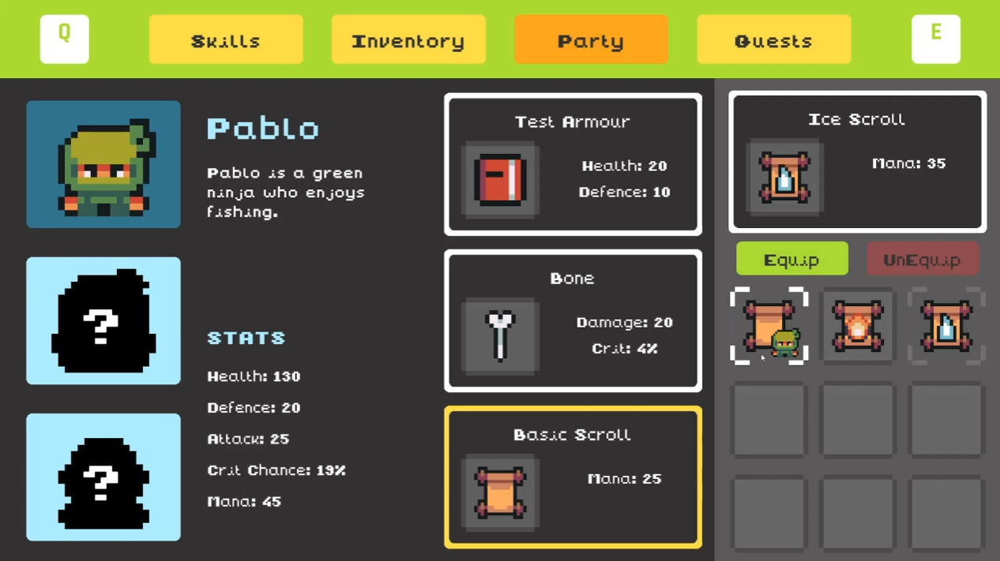 Q
Skills
Inventory
Party
Quests
E
Pablo
Pablo is a green
ninja who enjoys
fishing.
?
?
STATS
Health: 130
Defence: 20
Attack: 25
Crit Chance: 19%
Mana: 45
Test Armour
Health: 20
Defence: 10
Bone
Damage: 20
Crit: 4%
Basic Scroll
Mana: 25
Ice Scroll
Mana: 35
Equip
UnEquip